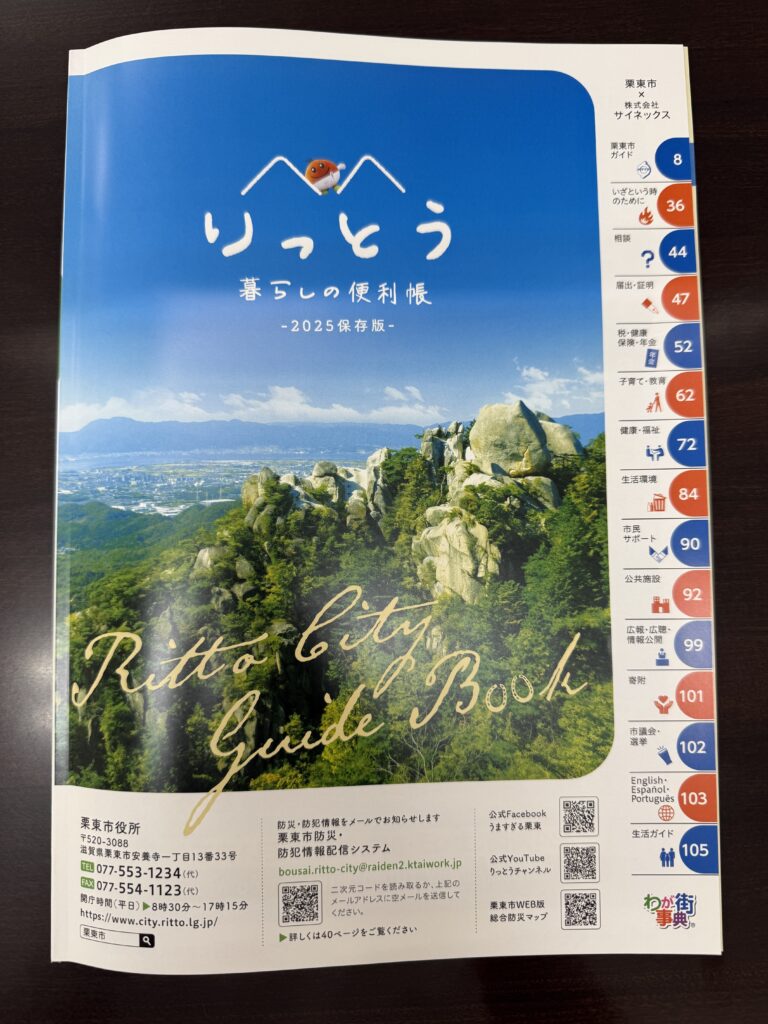 りっとう
暮らしの便利帳
-2025保存版-
Ritto City
Guide Book
栗東市
×
株式会社
サイネックス
栗東市
ガイド
8
いざという時
のために
36
相談
?
44
届出・証明
47
税・健康
保険・年金
年金
52
子育て・教育
62
健康・福祉
72
生活環境
84
市民
サポート
90
公共施設
92
広報・広聴・
情報公開
99
寄附
101
市議会・
選挙
102
English・
Español・
Português
103
生活ガイド
105
わが街
事典®
栗東市役所
〒520-3088
滋賀県栗東市安養寺一丁目13番33号
TEL 077-553-1234(代)
FAX 077-554-1123(代)
開庁時間(平日)▶8時30分〜17時15分
https://www.city.ritto.lg.jp/
栗東市
防災・防犯情報をメールでお知らせします
栗東市防災・
防犯情報配信システム
bousai.ritto-city@raiden2.ktaiwork.jp
二次元コードを読み取るか、上記の
メールアドレスに空メールを送信して
ください。
▶詳しくは40ページをご覧ください
公式Facebook
うますぎる栗東
公式YouTube
りっとうチャンネル
栗東市WEB版
総合防災マップ